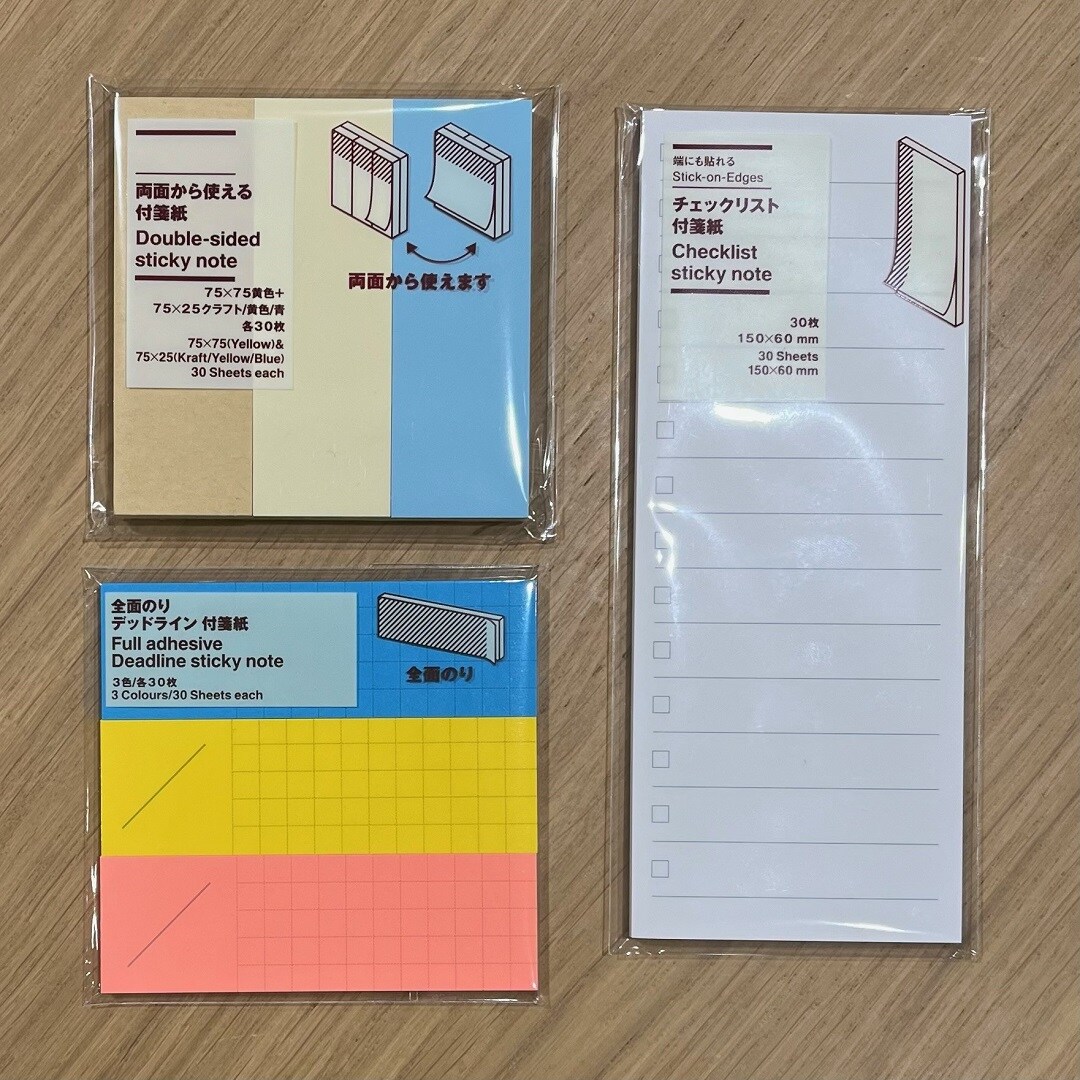 両面から使える
付箋紙
Double-sided
sticky note
75×75黄色+
75×25クラフト/黄色/青
各30枚
75×75(Yellow)&
75×25(Kraft/Yellow/Blue)
30 Sheets each
両面から使えます
端にも貼れる
Stick-on-Edges
チェックリスト
付箋紙
Checklist
sticky note
30枚
150×60 mm
30 Sheets
150×60 mm
全面のり
デッドライン 付箋紙
Full adhesive
Deadline sticky note
3色/各30枚
3 Colours/30 Sheets each
全面のり